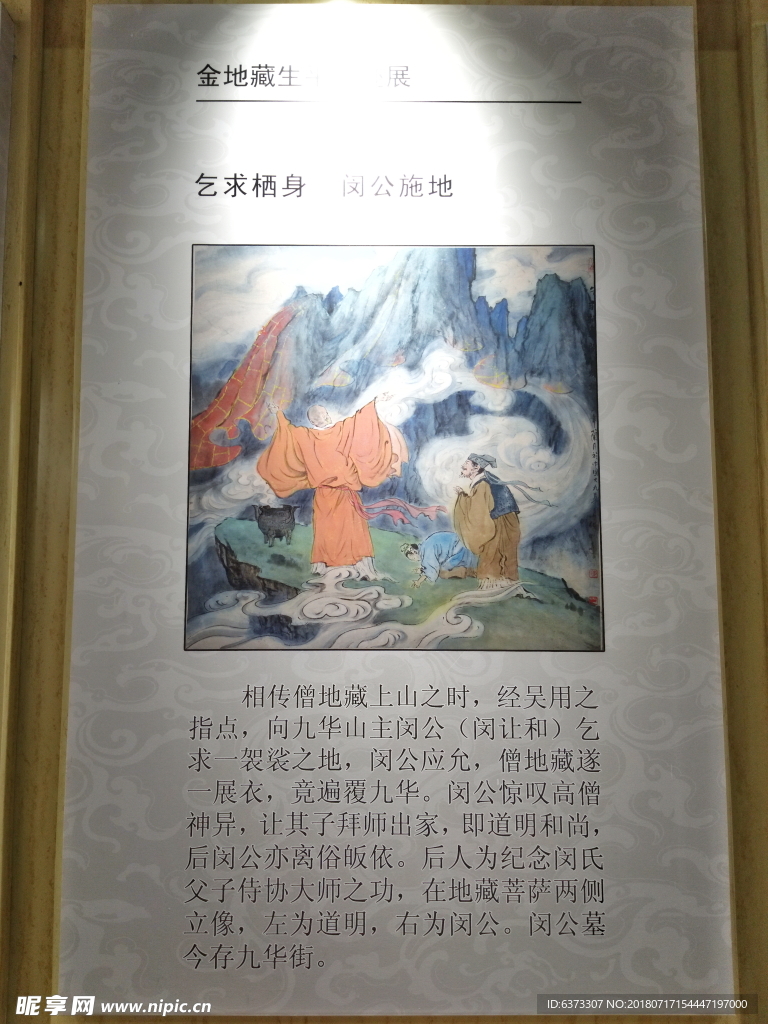 金地藏生 展
乞求栖身 闵公施地
相传僧地藏上山之时，经吴用之
指点，向九华山主闵公（闵让和）乞
求一袈裟之地，闵公应允，僧地藏遂
一展衣，竟遍覆九华。闵公惊叹高僧
神异，让其子拜师出家，即道明和尚，
后闵公亦离俗皈依。后人为纪念闵氏
父子侍协大师之功，在地藏菩萨两侧
立像，左为道明，右为闵公。闵公墓
今存九华街。
昵享网 www.nipic.cn
ID:6373307 NO:20180717154447197000